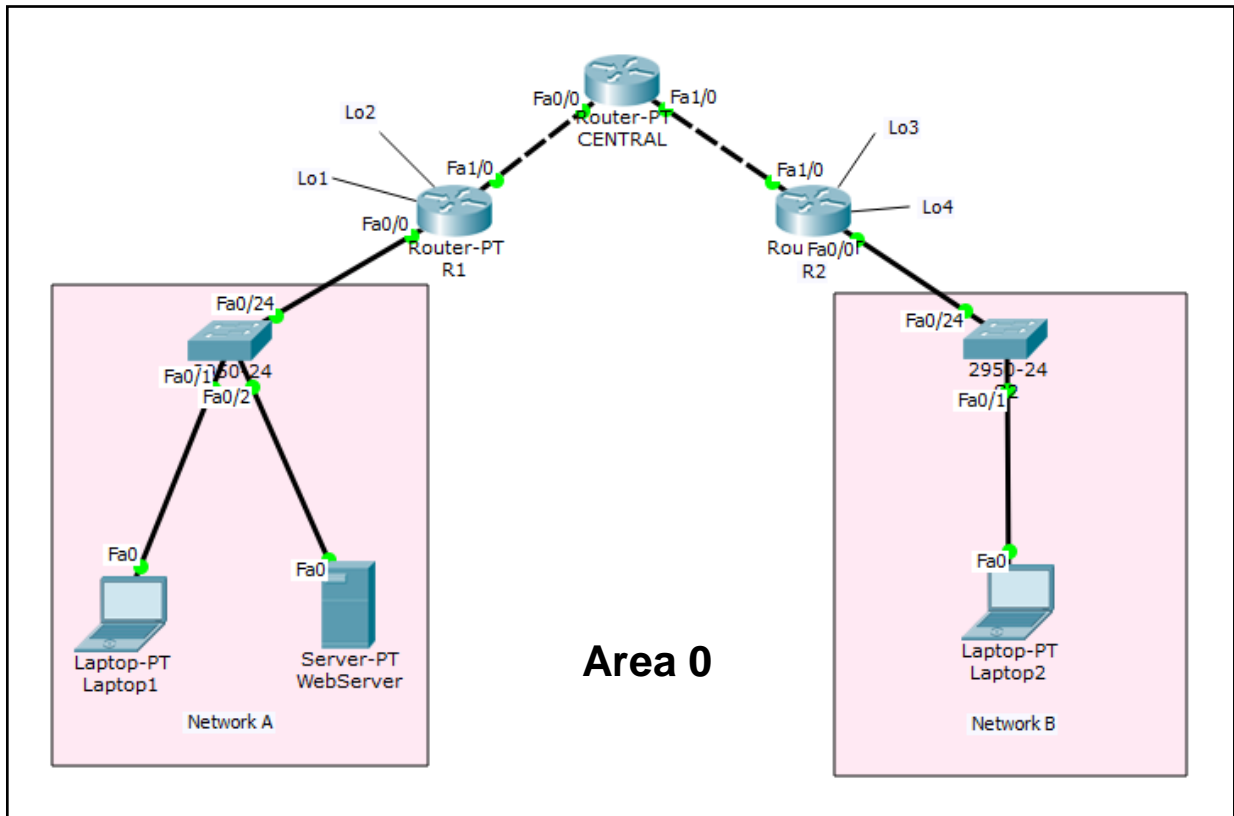 Fa0/0
Fa1/0
Router-PT
CENTRAL
Lo2
Lo3
Fa1/0
Fa1/0
Lo1
Lo4
Fa0/0
Router-PT
R1
Fa0/0
R2
Fa0/24
Fa0/1
Fa0/2
Fa0/24
2950-24
Fa0/1
Fa0
Fa0
Fa0
Laptop-PT
Laptop1
Server-PT
WebServer
Area 0
Laptop-PT
Laptop2
Network A
Network B